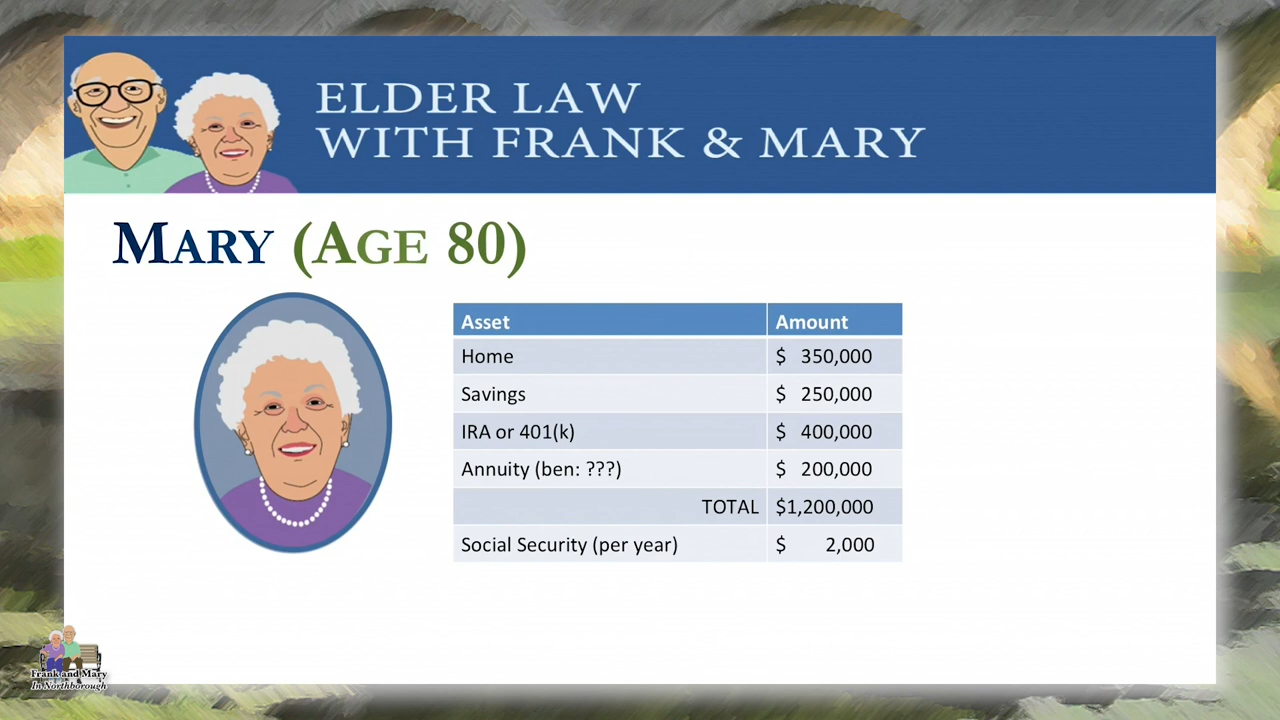 ELDER LAW
WITH FRANK & MARY
MARY (AGE 80)
Asset Amount
Home $ 350,000
Savings $ 250,000
IRA or 401(k) $ 400,000
Annuity (ben: ???) $ 200,000
TOTAL $1,200,000
Social Security (per year) $ 2,000
Frank and Mary
In Northborough